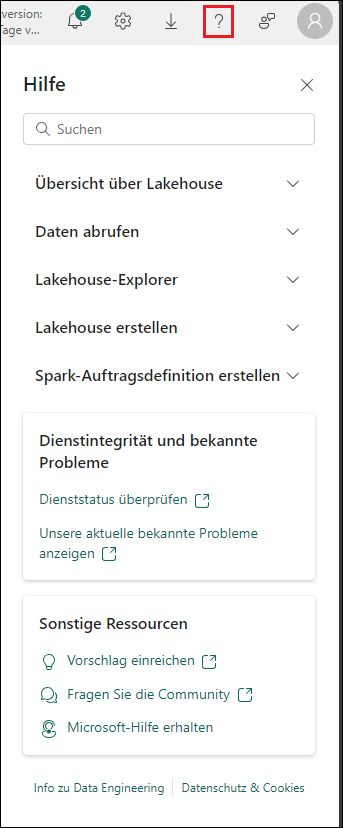 version:
2
Tage v...
?
Hilfe
Suchen
Übersicht über Lakehouse
Daten abrufen
Lakehouse-Explorer
Lakehouse erstellen
Spark-Auftragsdefinition erstellen
Dienstintegrität und bekannte
Probleme
Dienststatus überprüfen
Unsere aktuelle bekannte Probleme
anzeigen
Sonstige Ressourcen
Vorschlag einreichen
Fragen Sie die Community
Microsoft-Hilfe erhalten
Info zu Data Engineering
Datenschutz & Cookies